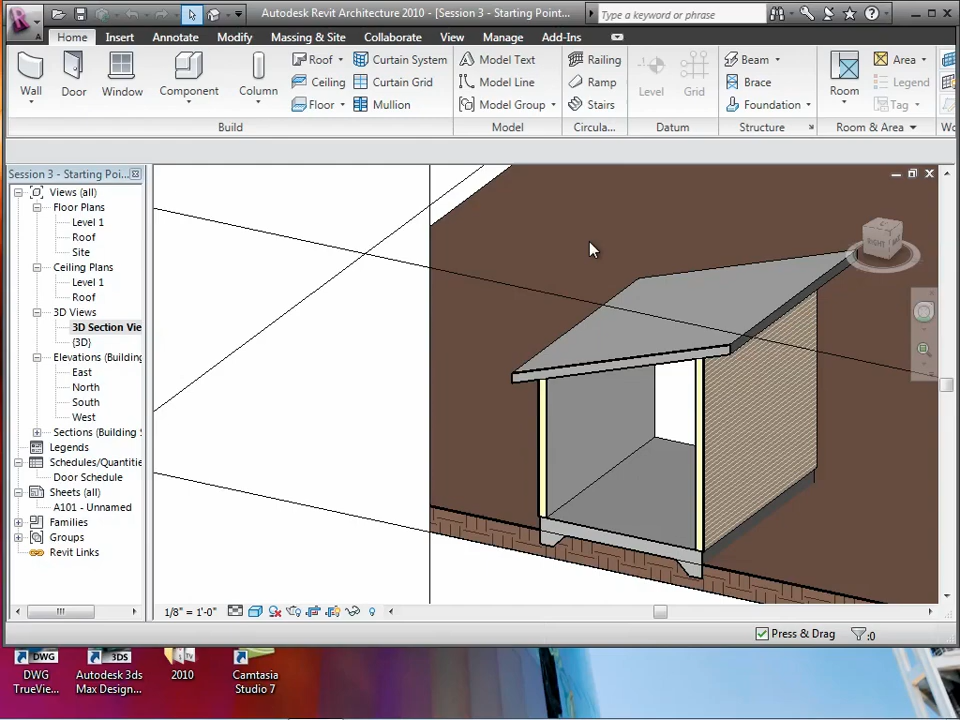 Autodesk Revit Architecture 2010 - [Session 3 - Starting Point...
Type a keyword or phrase
Home
Insert
Annotate
Modify
Massing & Site
Collaborate
View
Manage
Add-Ins
Wall
Door
Window
Component
Column
Roof
Ceiling
Floor
Curtain System
Curtain Grid
Mullion
Build
Model Text
Model Line
Model Group
Model
Railing
Ramp
Stairs
Circula...
Level
Grid
Datum
Beam
Brace
Foundation
Structure
Room
Area
Legend
Tag
Room & Area
Session 3 - Starting Poi...
Views (all)
Floor Plans
Level 1
Roof
Site
Ceiling Plans
Level 1
Roof
3D Views
3D Section Vie
{3D}
Elevations (Building
East
North
South
West
Sections (Building S
Legends
Schedules/Quantitie
Door Schedule
Sheets (all)
A101 - Unnamed
Families
Groups
Revit Links
RIGHT
1/8" = 1'-0"
Press & Drag
:0
DWG
DWG
TrueView...
3DS
Autodesk 3ds
Max Design...
2010
Camtasia
Studio 7